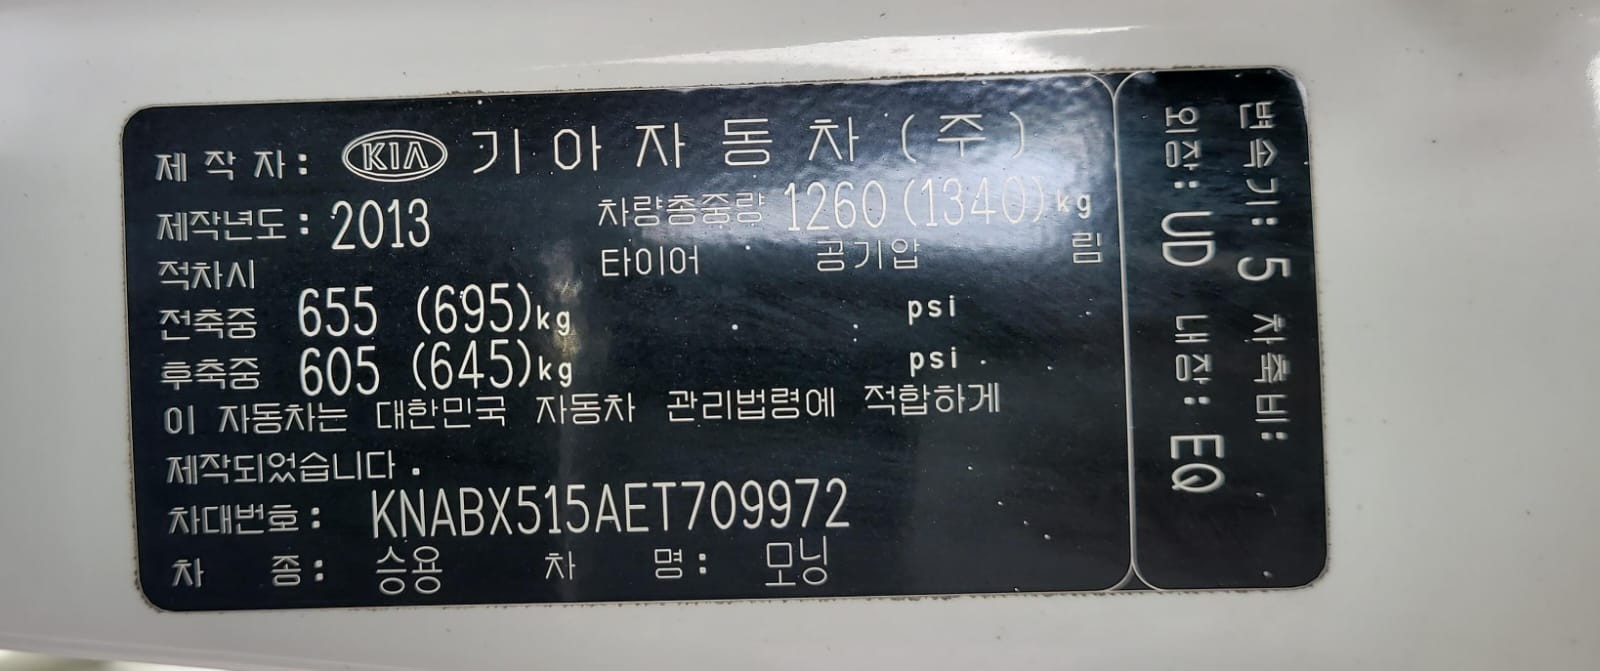 제 작 자 : KIA 기 아 자 동 차 ( 주 )
제작년도 : 2013 차량총중량 1260 (1340)kg
적차시 타이어 공기압 림
전축중 655 (695)kg psi
후축중 605 (645)kg psi
이 자동차는 대한민국 자동차 관리법령에 적합하게
제작되었습니다 .
차대번호 : KNABX515AET709972
차 종 : 승용 차 명 : 모닝
변속기: 5 차축비:
외장: UD 내장: EQ